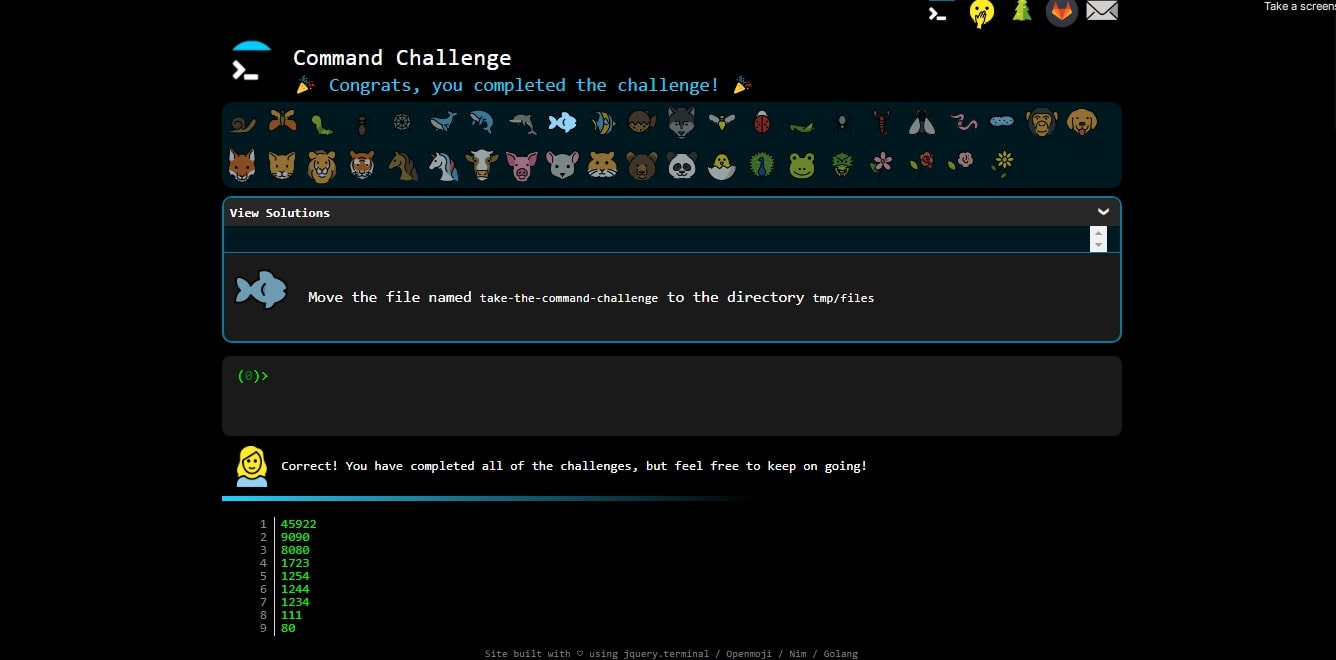 Take a screens
Command Challenge
Congrats, you completed the challenge!
View Solutions
Move the file named take-the-command-challenge to the directory tmp/files
(0)>
Correct! You have completed all of the challenges, but feel free to keep on going!
1 45922
2 9090
3 8080
4 1723
5 1254
6 1244
7 1234
8 111
9 80
Site built with ♡ using jquery.terminal / Openmoji / Nim / Golang